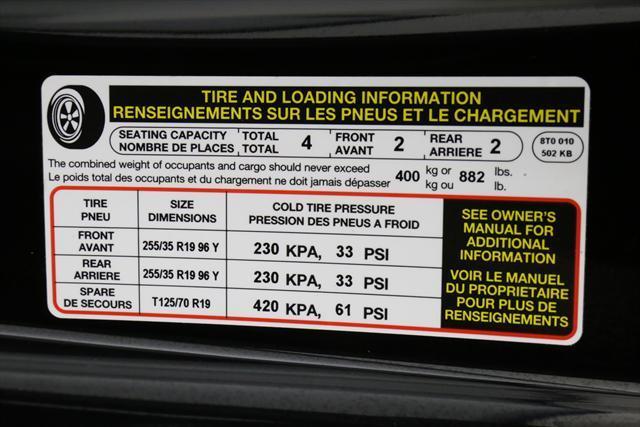 TIRE AND LOADING INFORMATION
RENSEIGNEMENTS SUR LES PNEUS ET LE CHARGEMENT
SEATING CAPACITY TOTAL 4 FRONT 2 REAR 2
NOMBRE DE PLACES TOTAL AVANT ARRIERE
8T0 010
502 KB
The combined weight of occupants and cargo should never exceed 400 kg or 882 lbs.
Le poids total des occupants et du chargement ne doit jamais dépasser kg ou lb.
TIRE SIZE COLD TIRE PRESSURE
PNEU DIMENSIONS PRESSION DES PNEUS A FROID
FRONT
AVANT 255/35 R19 96 Y 230 KPA, 33 PSI
REAR
ARRIERE 255/35 R19 96 Y 230 KPA, 33 PSI
SPARE
DE SECOURS T125/70 R19 420 KPA, 61 PSI
SEE OWNER'S
MANUAL FOR
ADDITIONAL
INFORMATION
VOIR LE MANUEL
DU PROPRIETAIRE
POUR PLUS DE
RENSEIGNEMENTS